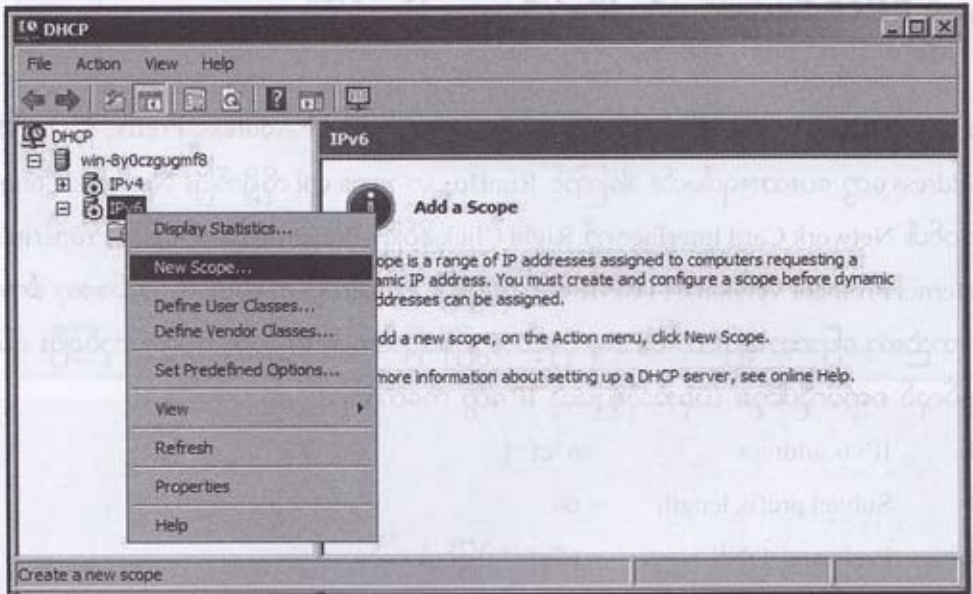 DHCP
File Action View Help
DHCP
win-8y0czgugmf8
IPv4
IPv6
Display Statistics...
New Scope...
Define User Classes...
Define Vendor Classes...
Set Predefined Options...
View
Refresh
Properties
Help
IPv6
Add a Scope
ope is a range of IP addresses assigned to computers requesting a
amic IP address. You must create and configure a scope before dynamic
ddresses can be assigned.
dd a new scope, on the Action menu, click New Scope.
more information about setting up a DHCP server, see online Help.
Create a new scope